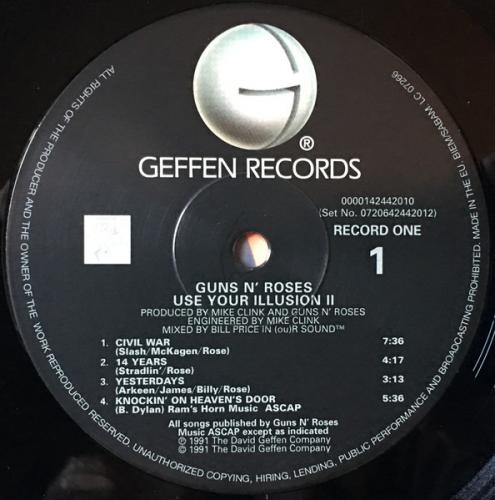 ®
GEFFEN RECORDS
0000142442010
(Set No. 0720642442012)
RECORD ONE
1
GUNS N' ROSES
USE YOUR ILLUSION II
PRODUCED BY MIKE CLINK AND GUNS N' ROSES
ENGINEERED BY MIKE CLINK
MIXED BY BILL PRICE IN (ou)R SOUND™
1. CIVIL WAR 7:36
(Slash/McKagen/Rose)
2. 14 YEARS 4:17
(Stradlin'/Rose)
3. YESTERDAYS 3:13
(Arkeen/James/Billy/Rose)
4. KNOCKIN' ON HEAVEN'S DOOR 5:36
(B. Dylan) Ram's Horn Music ASCAP
All songs published by Guns N' Roses
Music ASCAP except as indicated
℗ 1991 The David Geffen Company
© 1991 The David Geffen Company
ALL RIGHTS OF THE PRODUCER AND THE OWNER OF THE WORK REPRODUCED RESERVED. UNAUTHORIZED COPYING, HIRING, LENDING, PUBLIC PERFORMANCE AND BROADCASTING PROHIBITED. MADE IN THE EU. BIEM/SABAM LC 07266